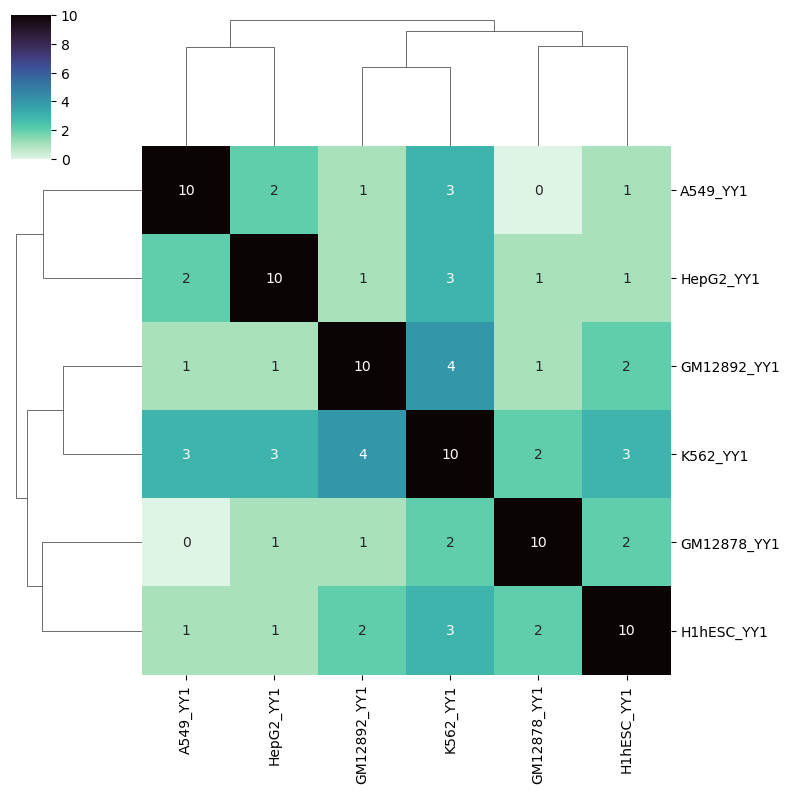 10
8
6
4
2
0
10 2 1 3 0 1 A549_YY1
2 10 1 3 1 1 HepG2_YY1
1 1 10 4 1 2 GM12892_YY1
3 3 4 10 2 3 K562_YY1
0 1 1 2 10 2 GM12878_YY1
1 1 2 3 2 10 H1hESC_YY1
A549_YY1
HepG2_YY1
GM12892_YY1
K562_YY1
GM12878_YY1
H1hESC_YY1